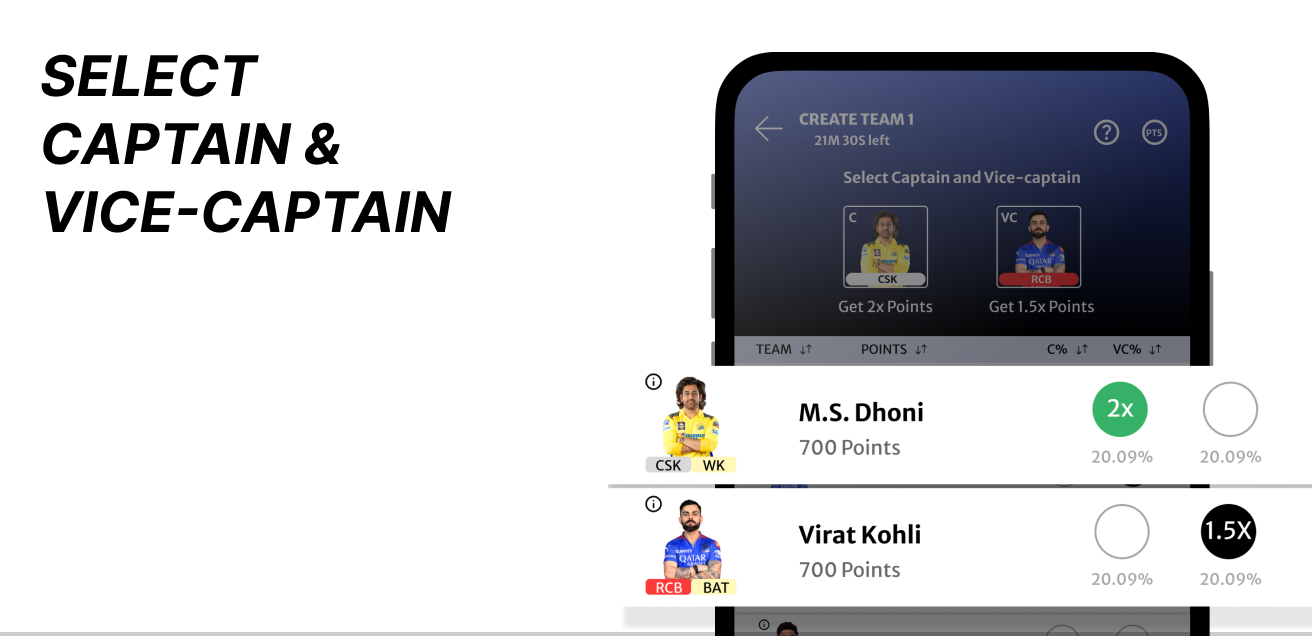 SELECT
CAPTAIN &
VICE-CAPTAIN
CREATE TEAM 1
21M 30S left
?
PTS
Select Captain and Vice-captain
C
VC
CSK
RCB
Get 2x Points
Get 1.5x Points
TEAM ↓↑ POINTS ↓↑ C% ↓↑ VC% ↓↑
M.S. Dhoni
2x
700 Points
20.09% 20.09%
CSK WK
QATAR
Virat Kohli
1.5X
700 Points
20.09% 20.09%
QATAR
RCB BAT